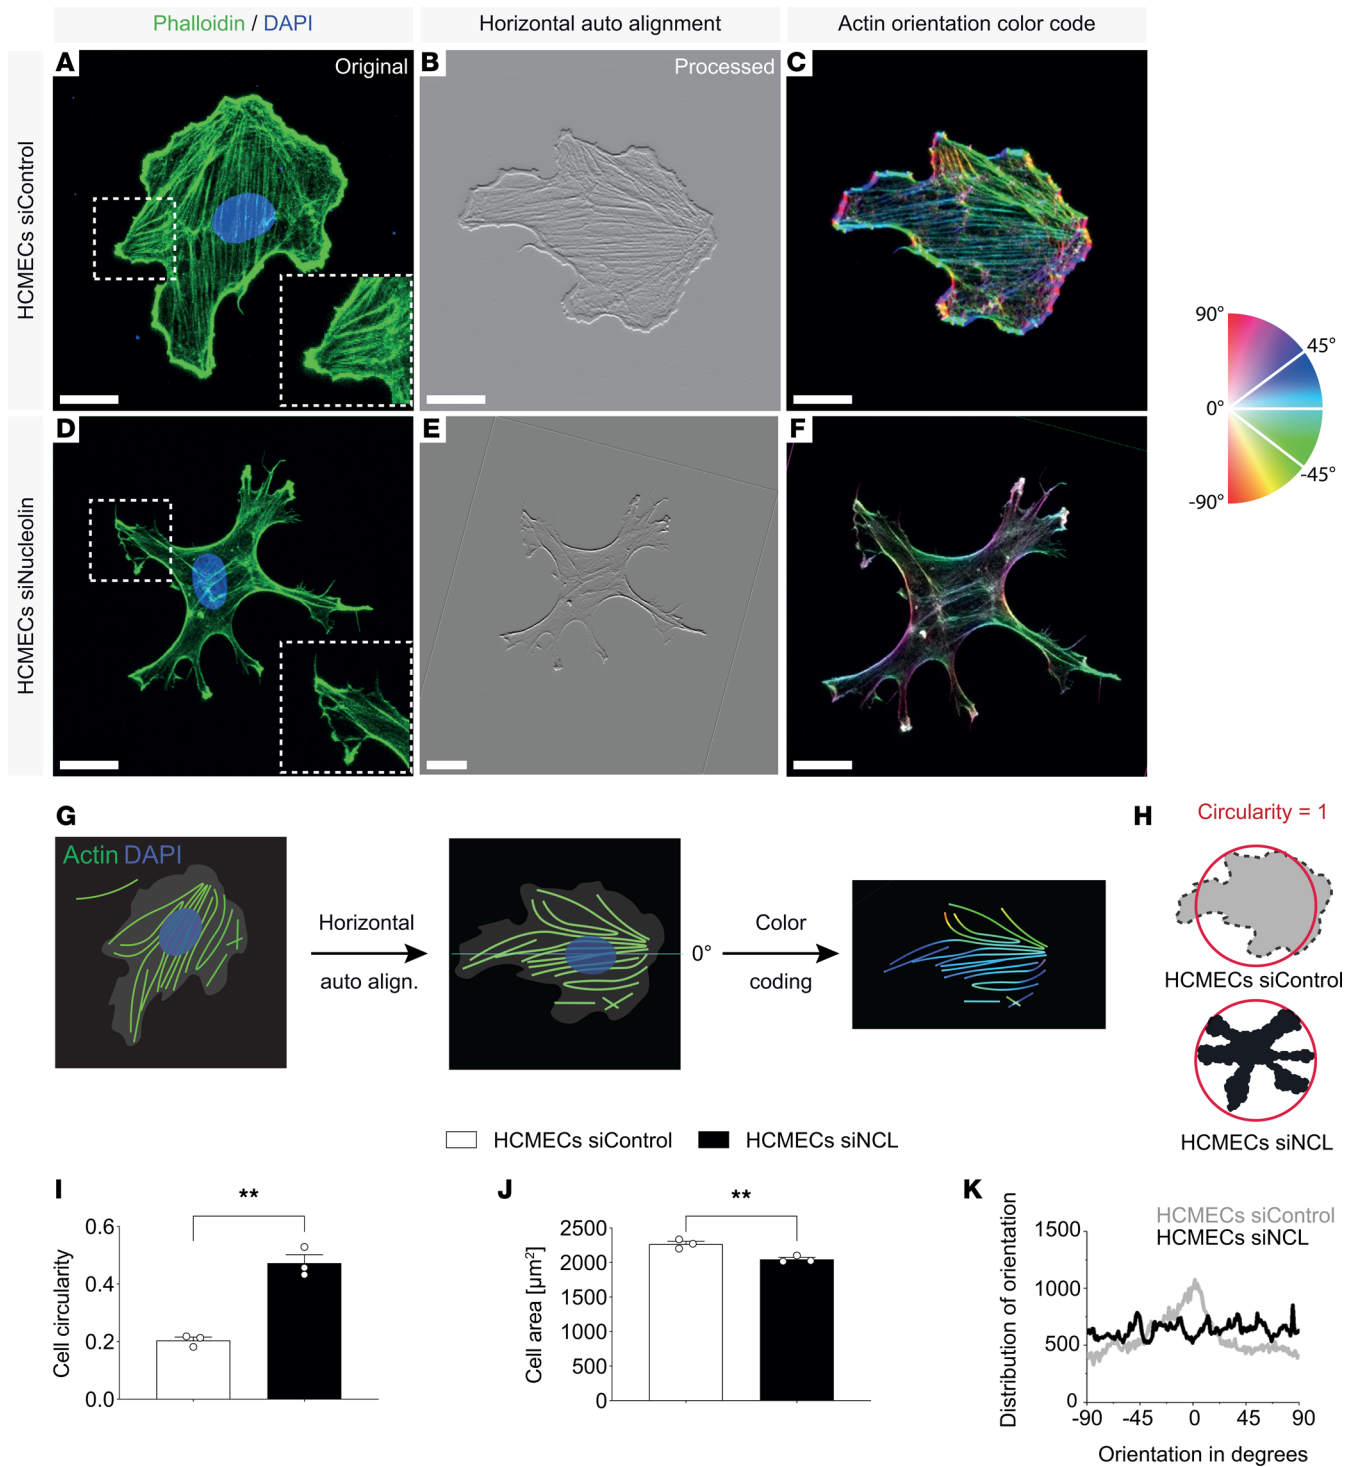 Phalloidin / DAPI
Horizontal auto alignment
Actin orientation color code
HCMECs siControl
A
Original
B
Processed
C
90°
45°
0°
-45°
-90°
HCMECs siNucleolin
D
E
F
G
Actin DAPI
Horizontal
auto align.
0°
Color
coding
H
Circularity = 1
HCMECs siControl
HCMECs siNCL
HCMECs siControl
HCMECs siNCL
I
**
Cell circularity
0.6
0.4
0.2
0.0
J
**
Cell area [µm²]
2500
2000
1500
1000
500
0
K
HCMECs siControl
HCMECs siNCL
Distribution of orientation
1500
1000
500
0
-90
-45
0
45
90
Orientation in degrees